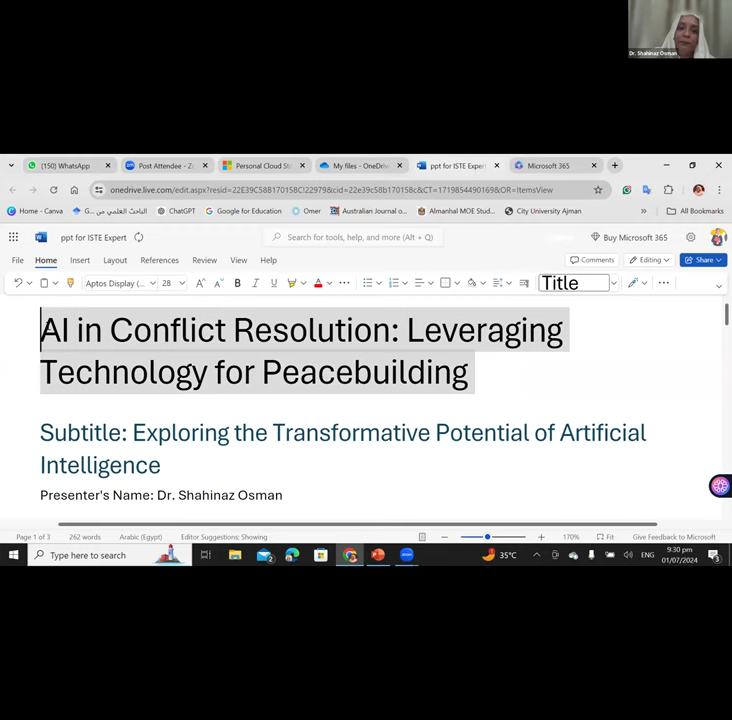 Dr. Shahinaz Osman
(150) WhatsApp
Post Attendee - Z
Personal Cloud St
My files - OneDriv
ppt for ISTE Exper
Microsoft 365
onedrive.live.com/edit.aspx?resid=22E39C58B170158C!22979&cid=22e39c58b170158c&CT=1719854490169&OR=ItemsView
Home - Canva
الباحث العلمي من G...
ChatGPT
Google for Education
Omer
Australian Journal o...
Almanhal MOE Stud...
City University Ajman
All Bookmarks
ppt for ISTE Expert
Search for tools, help, and more (Alt + Q)
Buy Microsoft 365
File Home Insert Layout References Review View Help
Comments
Editing
Share
Aptos Display (...
28
B I U
A
Title
AI in Conflict Resolution: Leveraging
Technology for Peacebuilding
Subtitle: Exploring the Transformative Potential of Artificial
Intelligence
Presenter's Name: Dr. Shahinaz Osman
Page 1 of 3 262 words Arabic (Egypt) Editor Suggestions: Showing
170% Fit Give Feedback to Microsoft
Type here to search
35°C
ENG
9:30 pm
01/07/2024